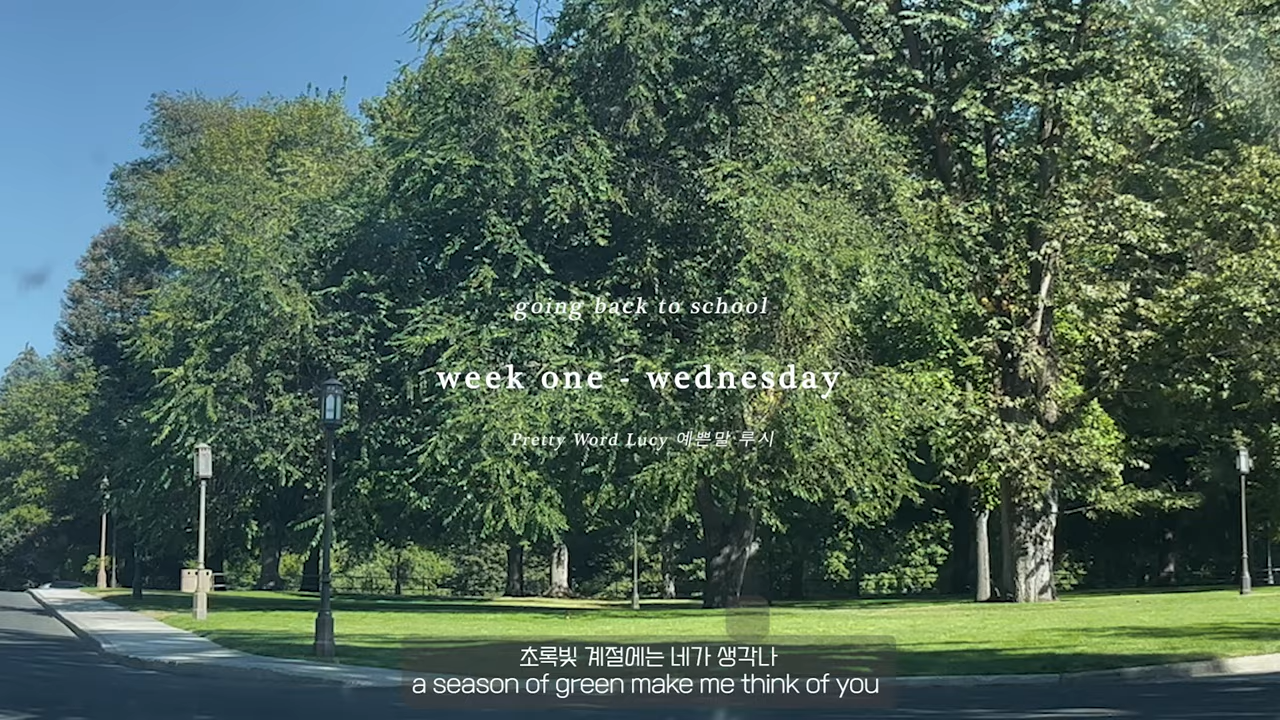 going back to school
week one - wednesday
Pretty Word Lucy 예쁜말 루시
초록빛 계절에는 네가 생각나
a season of green make me think of you